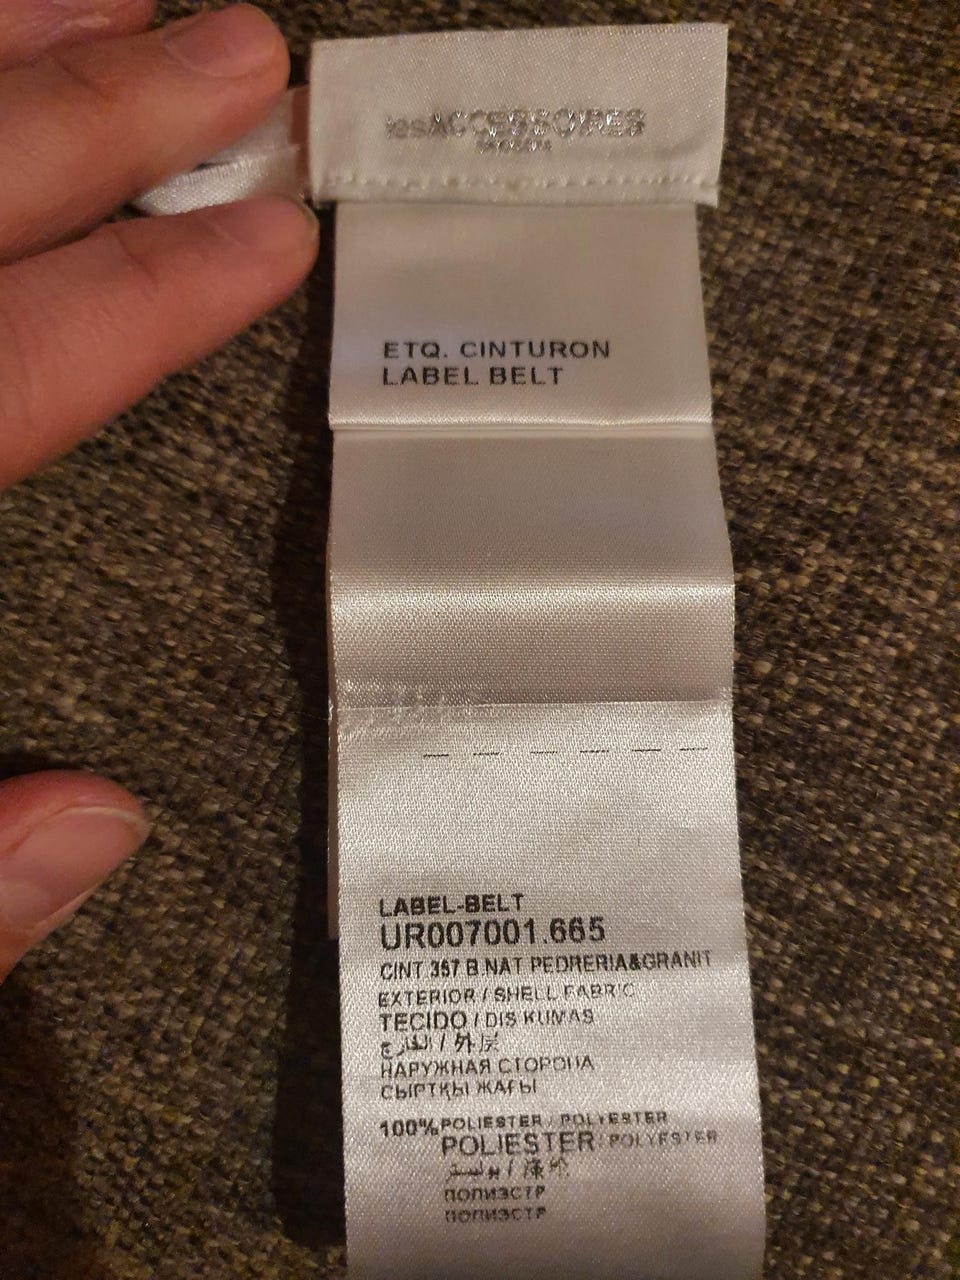 lesACCESSOIRES
ETQ. CINTURON
LABEL BELT
LABEL-BELT
UR007001.665
CINT 357 B NAT PEDRERIA&GRANIT
EXTERIOR / SHELL FABRIC
TECIDO / DIS KUMAS
الخارج / 外层
НАРУЖНАЯ СТОРОНА
СЫРТҚЫ ЖАҒЫ
100% POLIESTER / POLYESTER
POLIESTER / POLYESTER
بوليستر / 涤纶
ПОЛИЭСТР
ПОЛИЭСТР